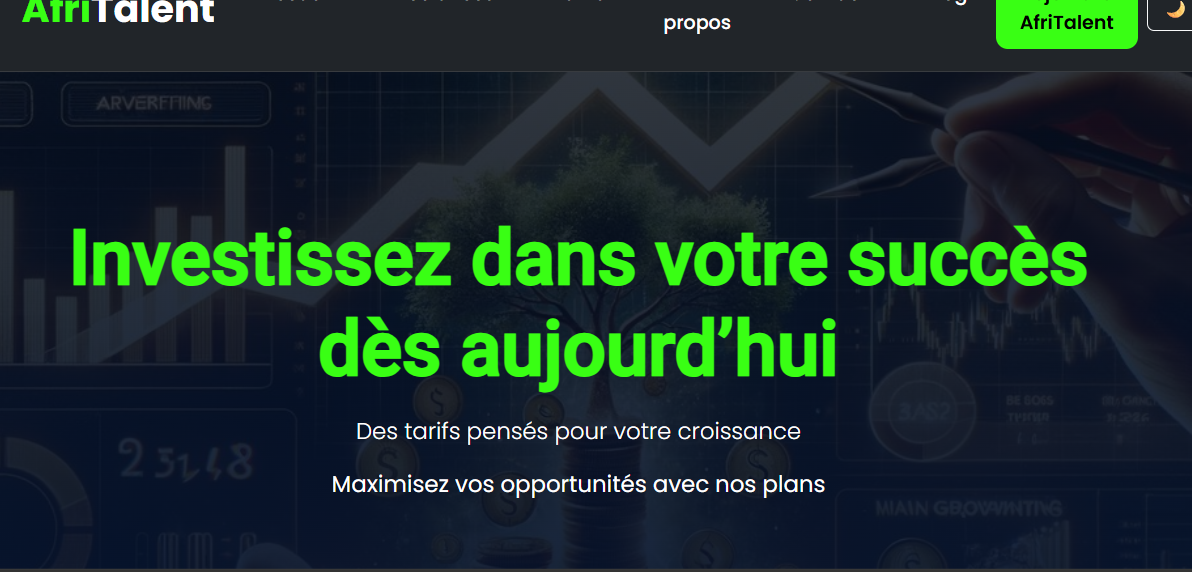 AfriTalent
propos
AfriTalent
ARVERFFING
Investissez dans votre succès
dès aujourd’hui
Des tarifs pensés pour votre croissance
Maximisez vos opportunités avec nos plans